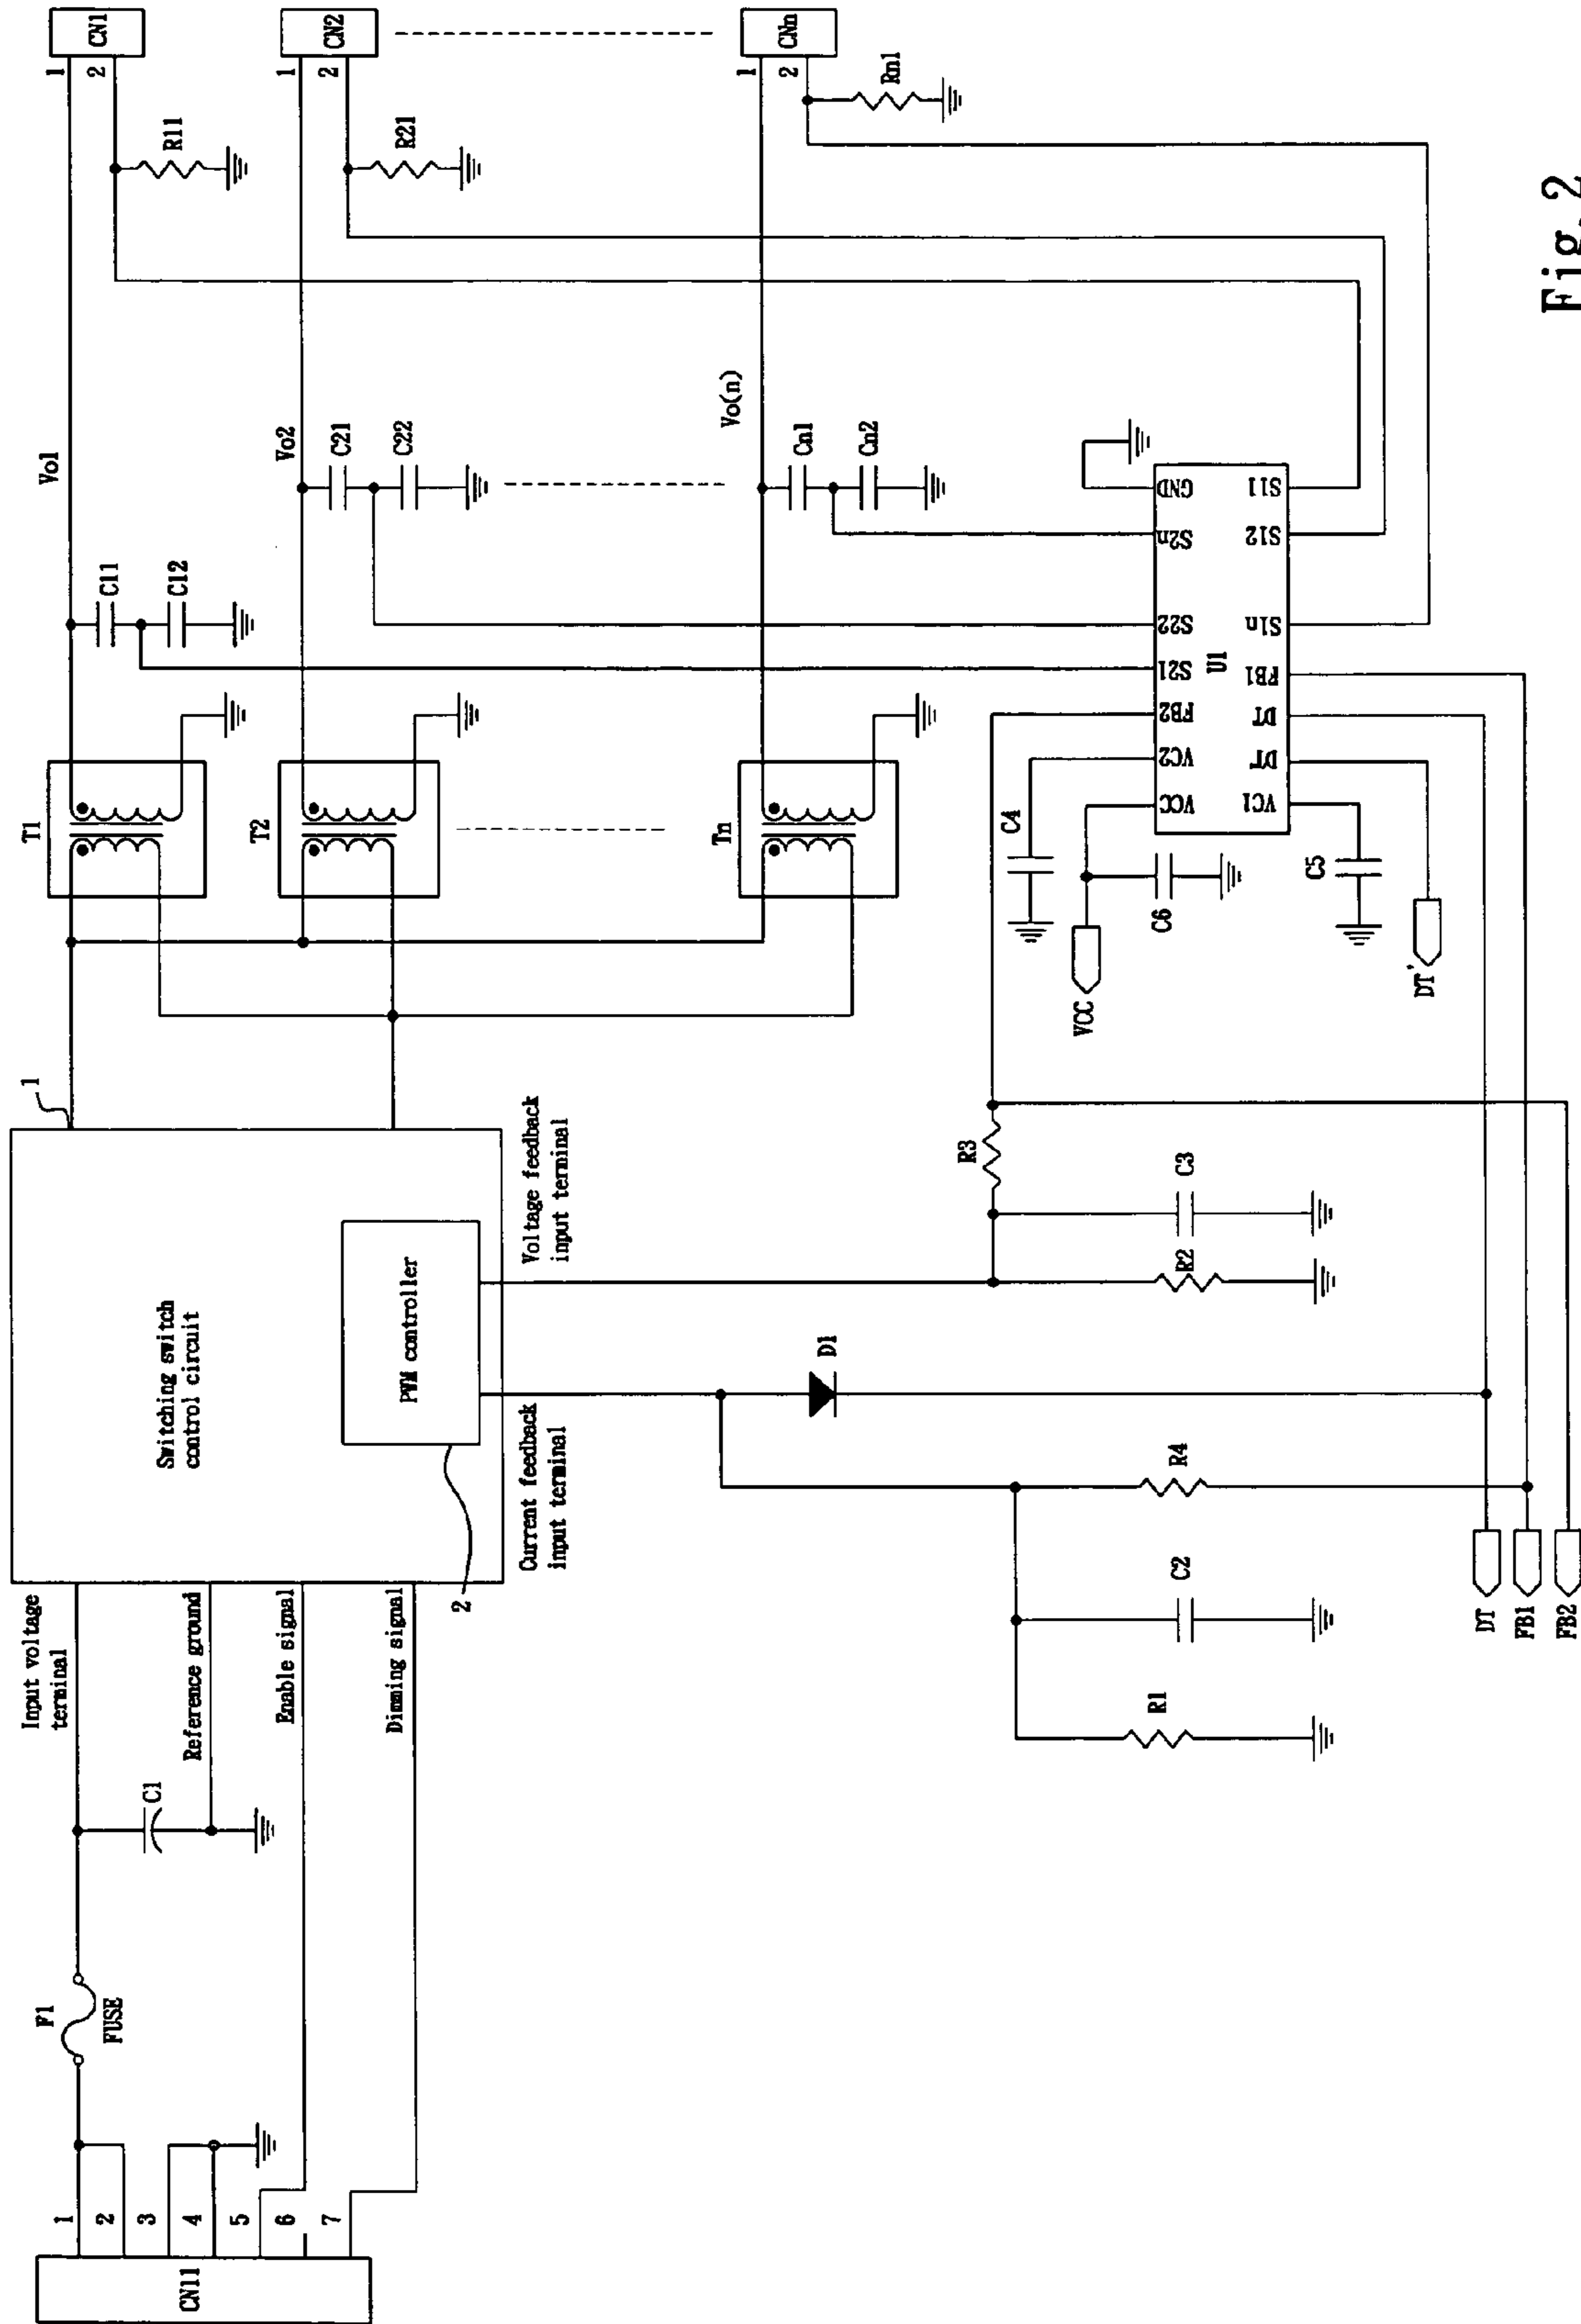 CN11
1
2
3
4
5
6
7
F1
FUSE
C1
Input voltage
terminal
Reference ground
Enable signal
Dimming signal
Switching switch
control circuit
PWM controller
1
2
Current feedback
input terminal
Voltage feedback
input terminal
T1
T2
Tn
Vo1
Vo2
Vo(n)
C11
C12
C21
C22
Cn1
Cn2
CN1
1
2
R11
CN2
1
2
R21
CNn
1
2
Rn1
R1
C2
R4
D1
R2
C3
R3
VCC
C6
C4
C5
DT'
DT
FB1
FB2
U1
VCC
VC2
FB2
S21
S22
S2n
GND
VC1
DT
DT
FB1
S1n
S12
S11
Fig.2